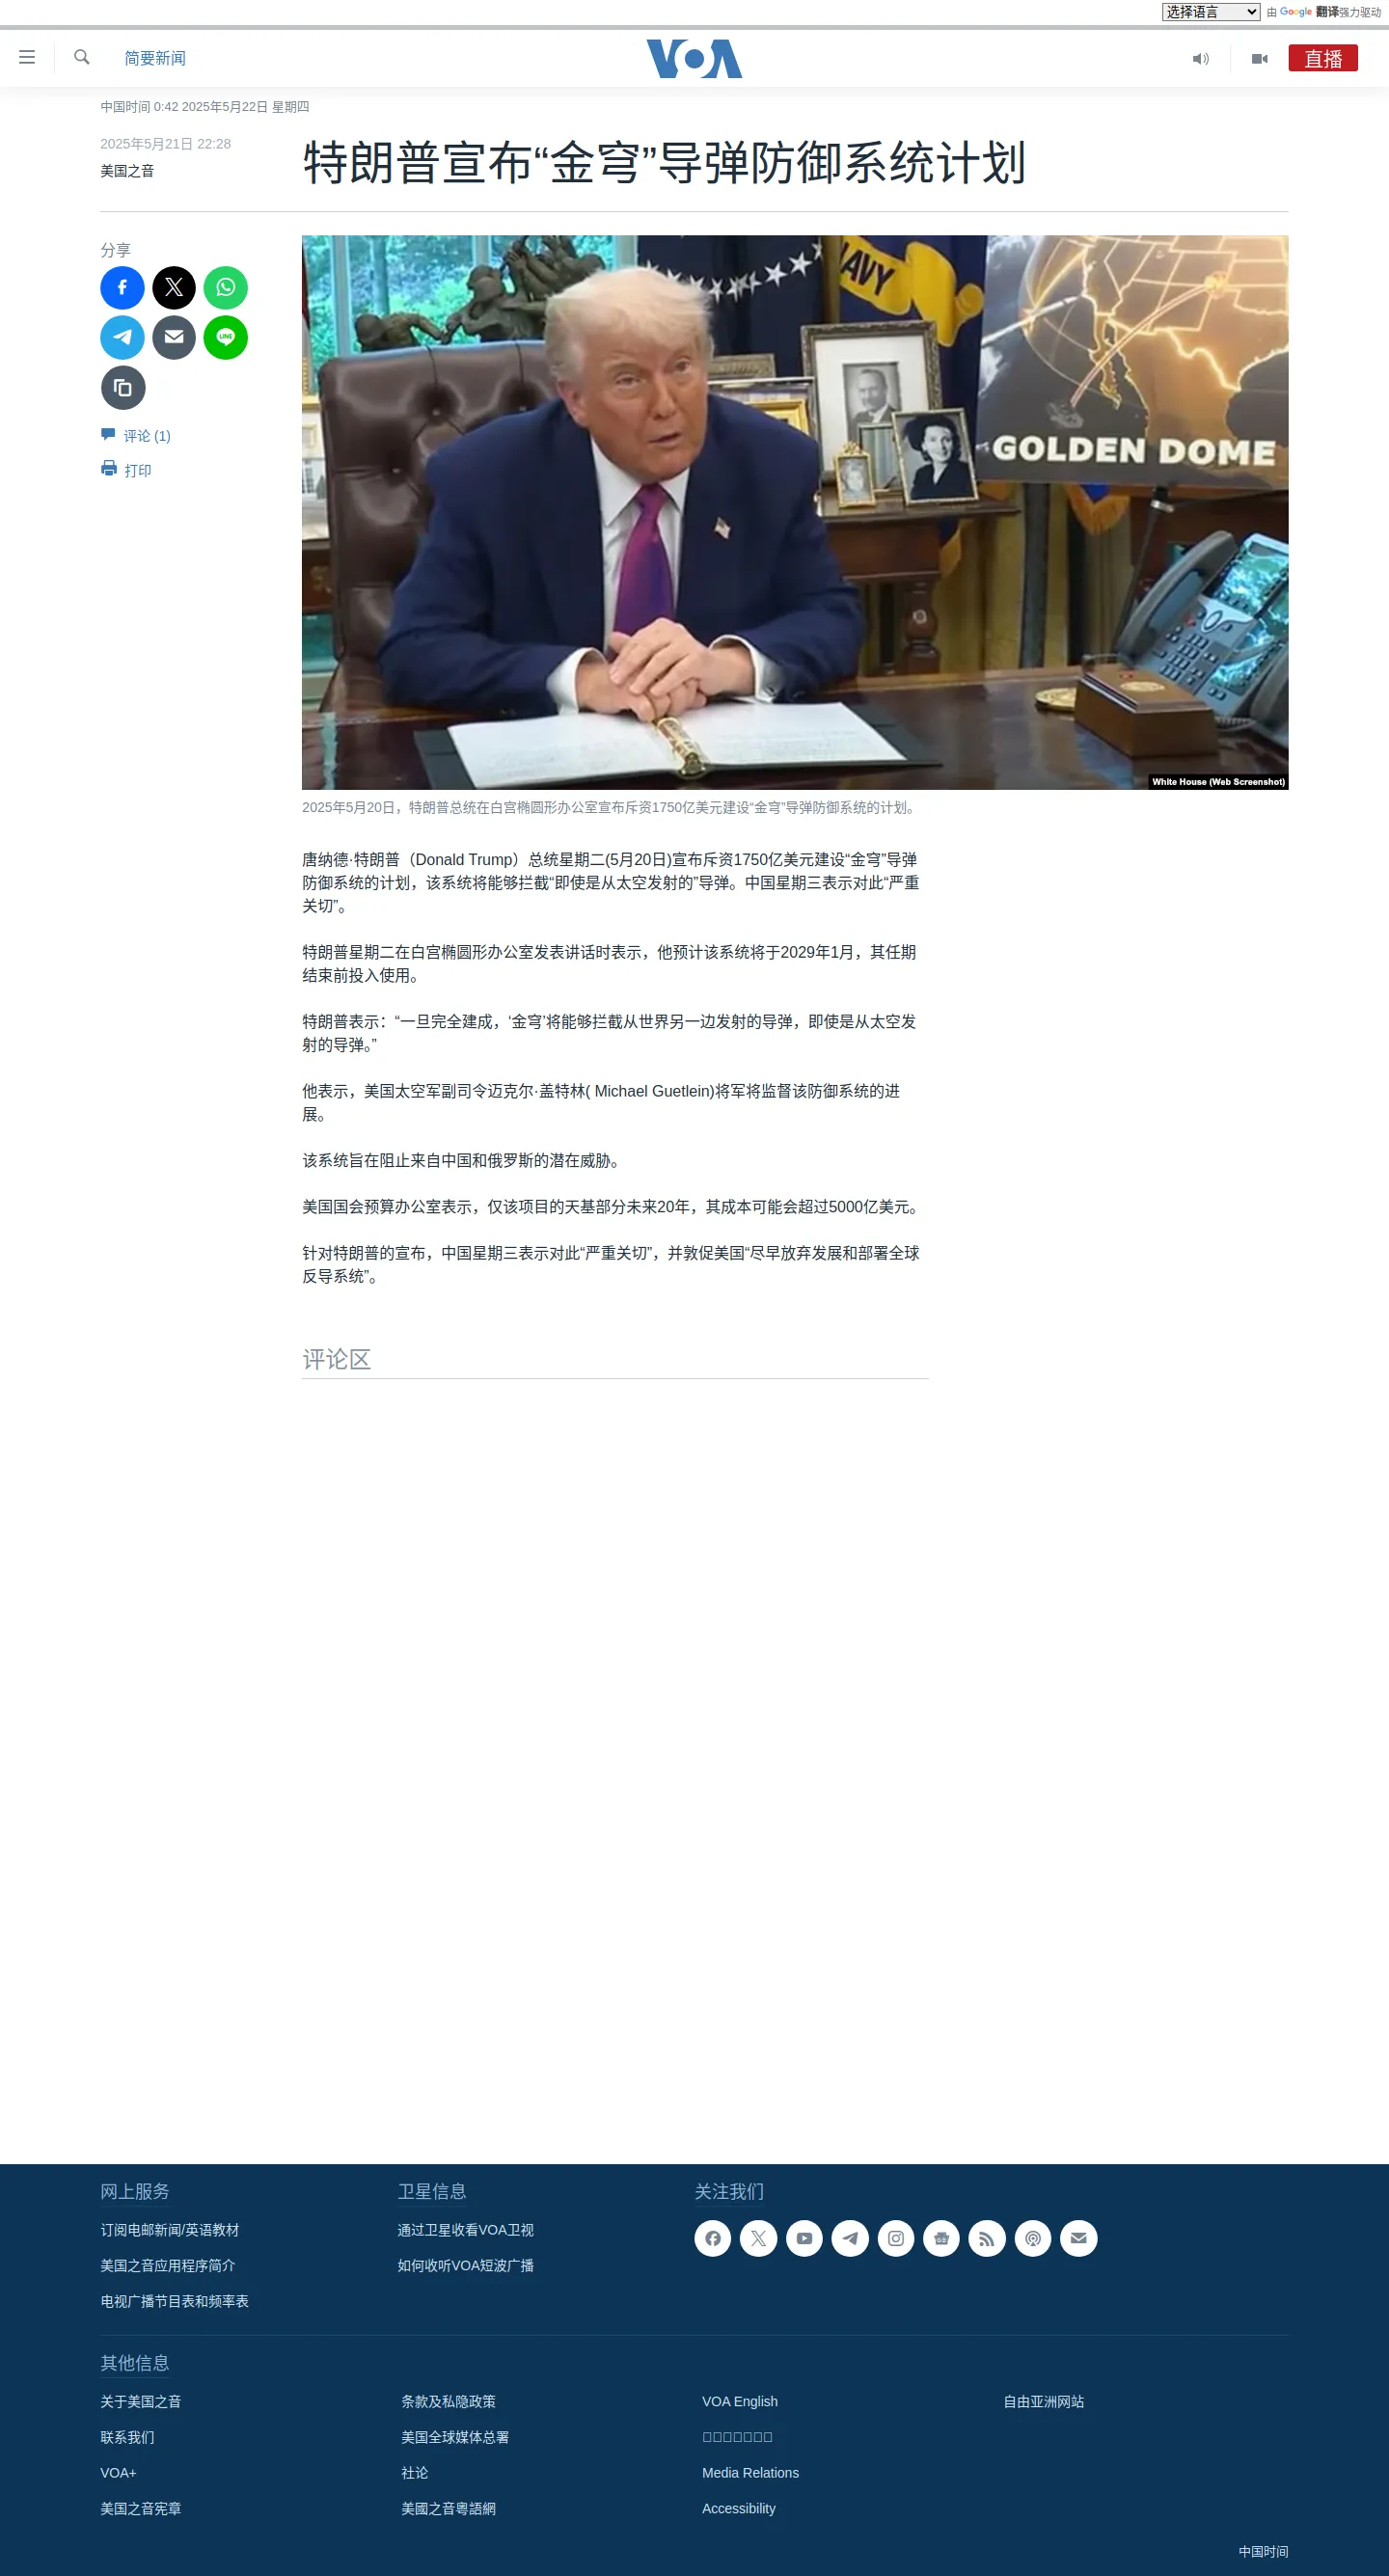 选择语言 由 Google 翻译强力驱动
简要新闻
VOA
直播
中国时间 0:42 2025年5月22日 星期四
2025年5月21日 22:28
美国之音
特朗普宣布“金穹”导弹防御系统计划
分享
评论 (1)
打印
NAVY
GOLDEN DOME
White House (Web Screenshot)
2025年5月20日，特朗普总统在白宫椭圆形办公室宣布斥资1750亿美元建设“金穹”导弹防御系统的计划。
唐纳德·特朗普（Donald Trump）总统星期二(5月20日)宣布斥资1750亿美元建设“金穹”导弹
防御系统的计划，该系统将能够拦截“即使是从太空发射的”导弹。中国星期三表示对此“严重
关切”。
特朗普星期二在白宫椭圆形办公室发表讲话时表示，他预计该系统将于2029年1月，其任期
结束前投入使用。
特朗普表示：“一旦完全建成，‘金穹’将能够拦截从世界另一边发射的导弹，即使是从太空发
射的导弹。”
他表示，美国太空军副司令迈克尔·盖特林( Michael Guetlein)将军将监督该防御系统的进
展。
该系统旨在阻止来自中国和俄罗斯的潜在威胁。
美国国会预算办公室表示，仅该项目的天基部分未来20年，其成本可能会超过5000亿美元。
针对特朗普的宣布，中国星期三表示对此“严重关切”，并敦促美国“尽早放弃发展和部署全球
反导系统”。
评论区
网上服务
订阅电邮新闻/英语教材
美国之音应用程序简介
电视广播节目表和频率表
卫星信息
通过卫星收看VOA卫视
如何收听VOA短波广播
关注我们
其他信息
关于美国之音
联系我们
VOA+
美国之音宪章
条款及私隐政策
美国全球媒体总署
社论
美國之音粵語網
VOA English
Media Relations
Accessibility
自由亚洲网站
中国时间